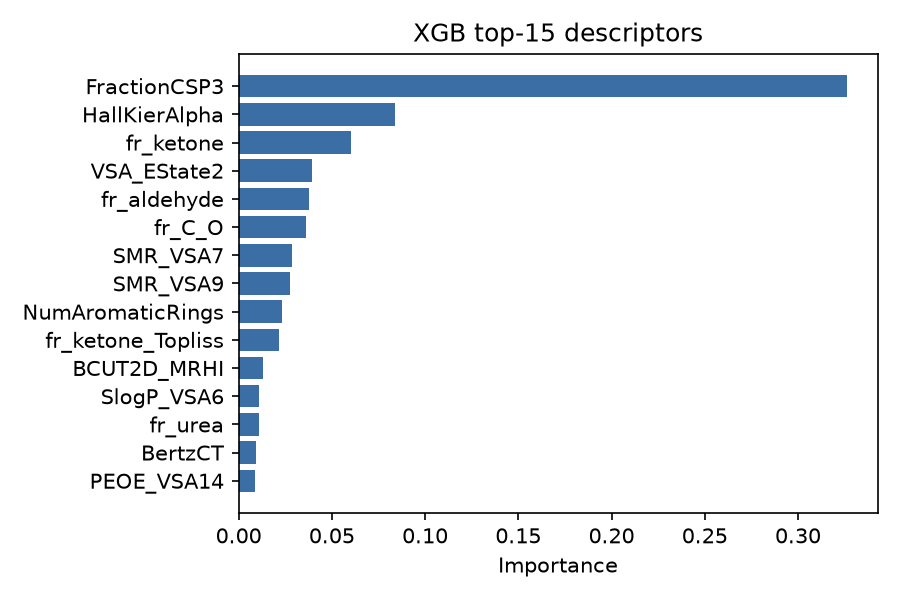 XGB top-15 descriptors
FractionCSP3
HallKierAlpha
fr_ketone
VSA_EState2
fr_aldehyde
fr_C_O
SMR_VSA7
SMR_VSA9
NumAromaticRings
fr_ketone_Topliss
BCUT2D_MRHI
SlogP_VSA6
fr_urea
BertzCT
PEOE_VSA14
0.00 0.05 0.10 0.15 0.20 0.25 0.30
Importance